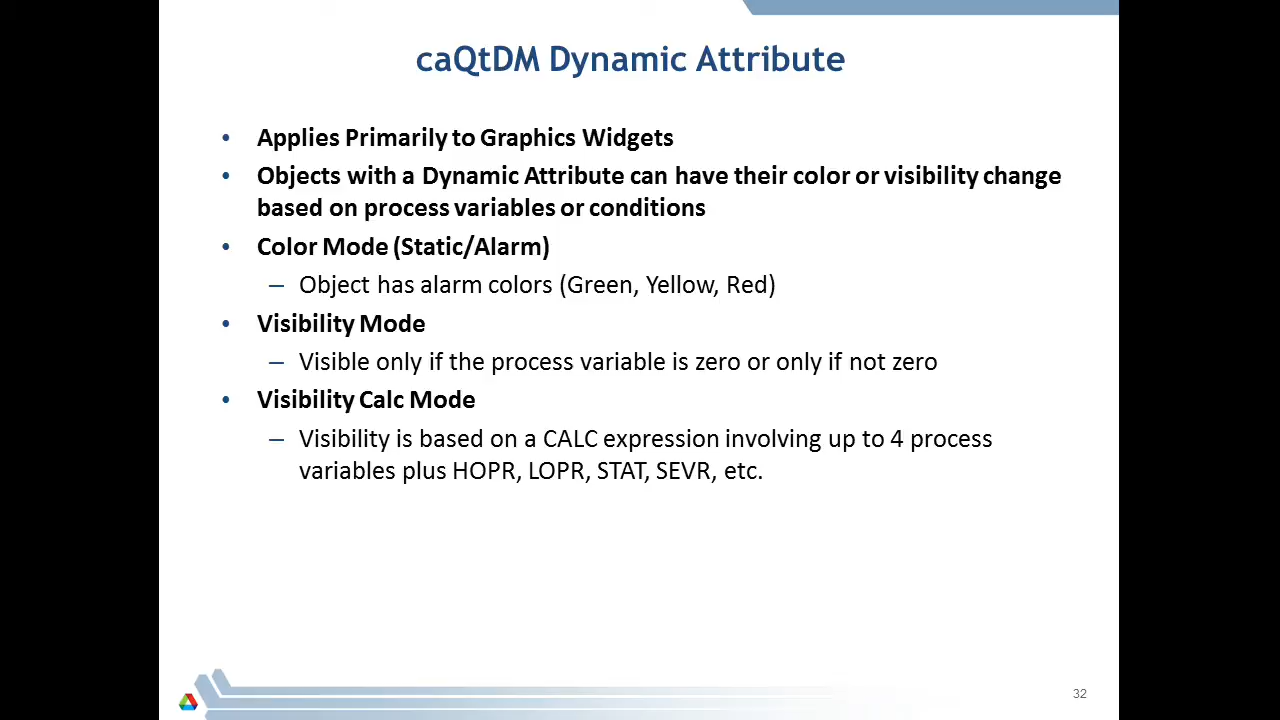 caQtDM Dynamic Attribute
• Applies Primarily to Graphics Widgets
• Objects with a Dynamic Attribute can have their color or visibility change
based on process variables or conditions
• Color Mode (Static/Alarm)
– Object has alarm colors (Green, Yellow, Red)
• Visibility Mode
– Visible only if the process variable is zero or only if not zero
• Visibility Calc Mode
– Visibility is based on a CALC expression involving up to 4 process
variables plus HOPR, LOPR, STAT, SEVR, etc.
32